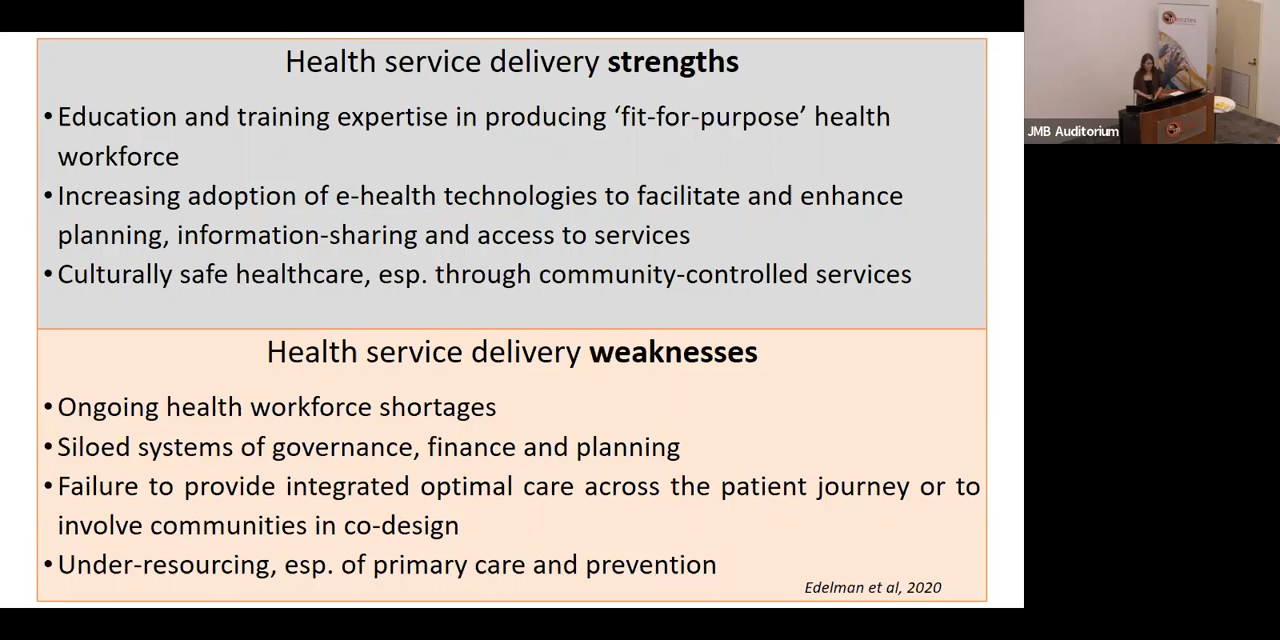 Health service delivery strengths
• Education and training expertise in producing ‘fit-for-purpose’ health
workforce
• Increasing adoption of e-health technologies to facilitate and enhance
planning, information-sharing and access to services
• Culturally safe healthcare, esp. through community-controlled services
Health service delivery weaknesses
• Ongoing health workforce shortages
• Siloed systems of governance, finance and planning
• Failure to provide integrated optimal care across the patient journey or to
involve communities in co-design
• Under-resourcing, esp. of primary care and prevention
Edelman et al, 2020
JMB Auditorium